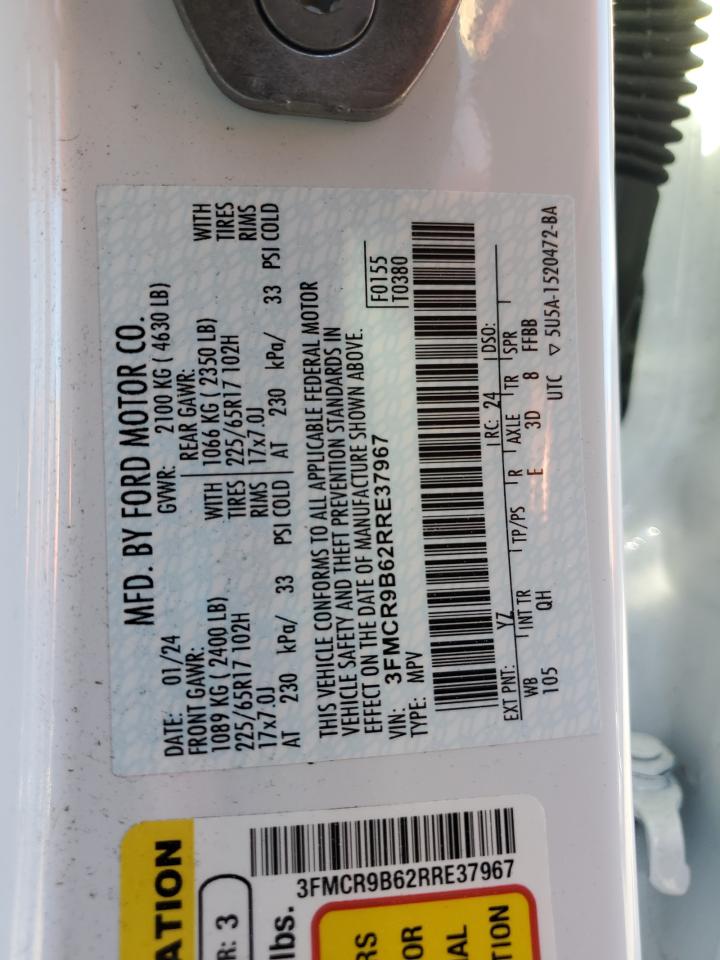 MFD. BY FORD MOTOR CO.
DATE: 01/24
GVWR: 2100 KG ( 4630 LB)
FRONT GAWR:
1089 KG ( 2400 LB)
WITH
225/65R17 102H
TIRES
17x7.0J
RIMS
AT 230 kPa/ 33 PSI COLD
REAR GAWR:
1066 KG ( 2350 LB)
WITH
225/65R17 102H
TIRES
17x7.0J
RIMS
AT 230 kPa/ 33 PSI COLD
THIS VEHICLE CONFORMS TO ALL APPLICABLE FEDERAL MOTOR
VEHICLE SAFETY AND THEFT PREVENTION STANDARDS IN
EFFECT ON THE DATE OF MANUFACTURE SHOWN ABOVE.
VIN: 3FMCR9B62RRE37967
TYPE: MPV
F0155
T0380
EXT PNT: YZ RC: 24 DSO:
WB INT TR TP/PS R AXLE TR SPR
105 QH E 3D 8 FFBB
UTC ▽ 5U5A-1520472-BA
ATION
R: 3
lbs.
3FMCR9B62RRE37967
RS
OR
AL
TION